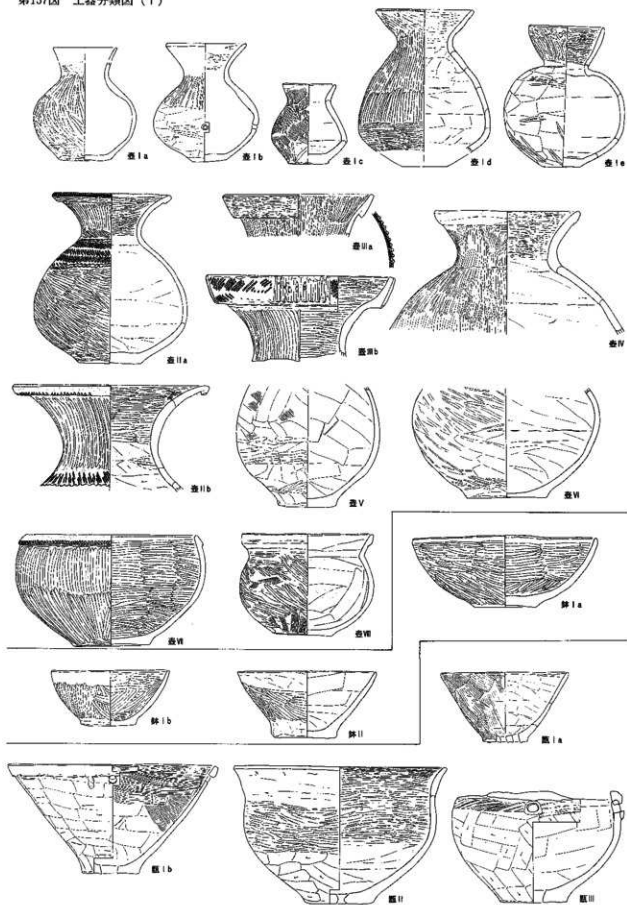 第157図 土器分類図（1）
壺Ⅰa
壺Ⅰb
壺Ⅰc
壺Ⅰd
壺Ⅰe
壺Ⅱa
壺Ⅲa
壺Ⅲb
壺Ⅳ
壺Ⅱb
壺Ⅴ
壺Ⅵ
壺Ⅶ
壺Ⅷ
鉢Ⅰa
鉢Ⅰb
鉢Ⅱ
甑Ⅰa
甑Ⅰb
甑Ⅱ
甑Ⅲ